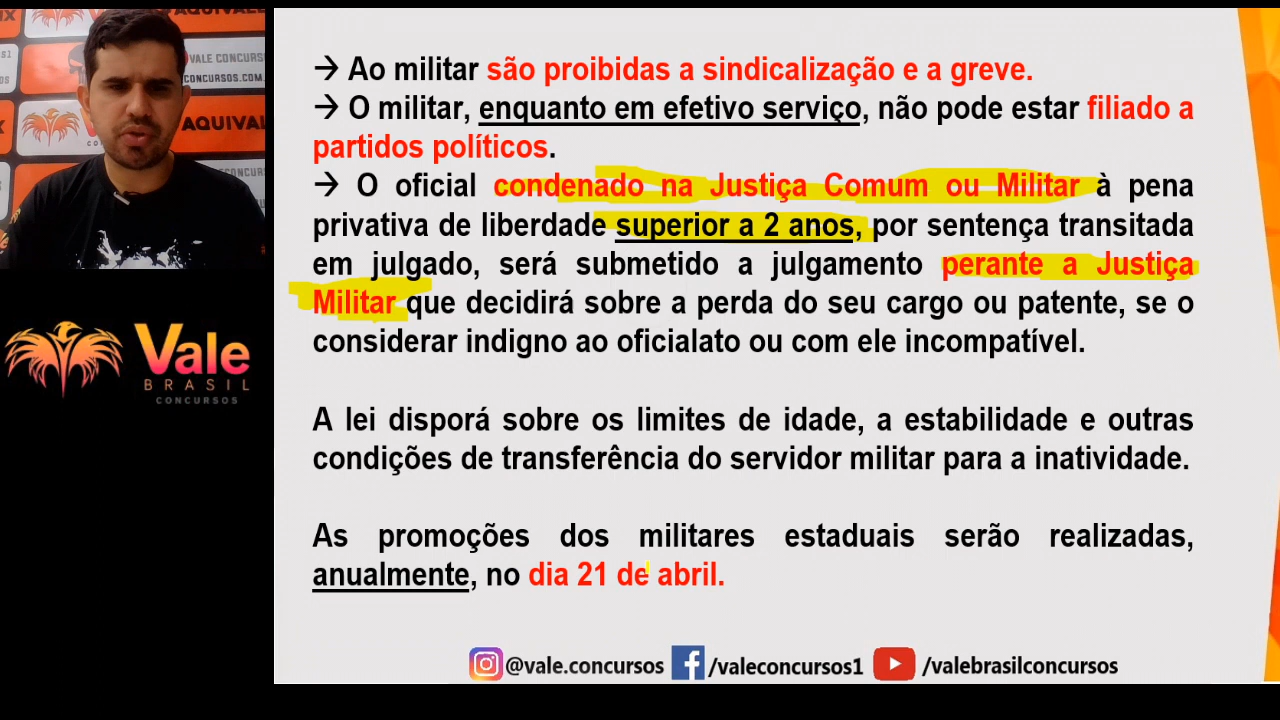 → Ao militar são proibidas a sindicalização e a greve.
→ O militar, enquanto em efetivo serviço, não pode estar filiado a
partidos políticos.
→ O oficial condenado na Justiça Comum ou Militar à pena
privativa de liberdade superior a 2 anos, por sentença transitada
em julgado, será submetido a julgamento perante a Justiça
Militar que decidirá sobre a perda do seu cargo ou patente, se o
considerar indigno ao oficialato ou com ele incompatível.
A lei disporá sobre os limites de idade, a estabilidade e outras
condições de transferência do servidor militar para a inatividade.
As promoções dos militares estaduais serão realizadas,
anualmente, no dia 21 de abril.
@vale.concursos /valeconcursos1 /valebrasilconcursos
Vale
BRASIL
CONCURSOS
VALE CONCURS
CONCURSOS.COM
AQUIVAL